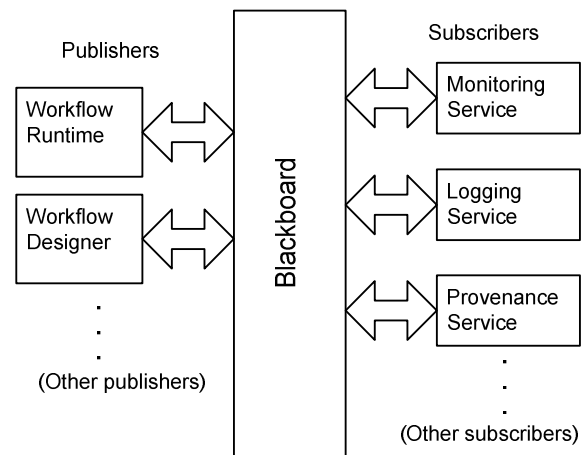 Publishers
Workflow
Runtime
Workflow
Designer
(Other publishers)
Blackboard
Subscribers
Monitoring
Service
Logging
Service
Provenance
Service
(Other subscribers)